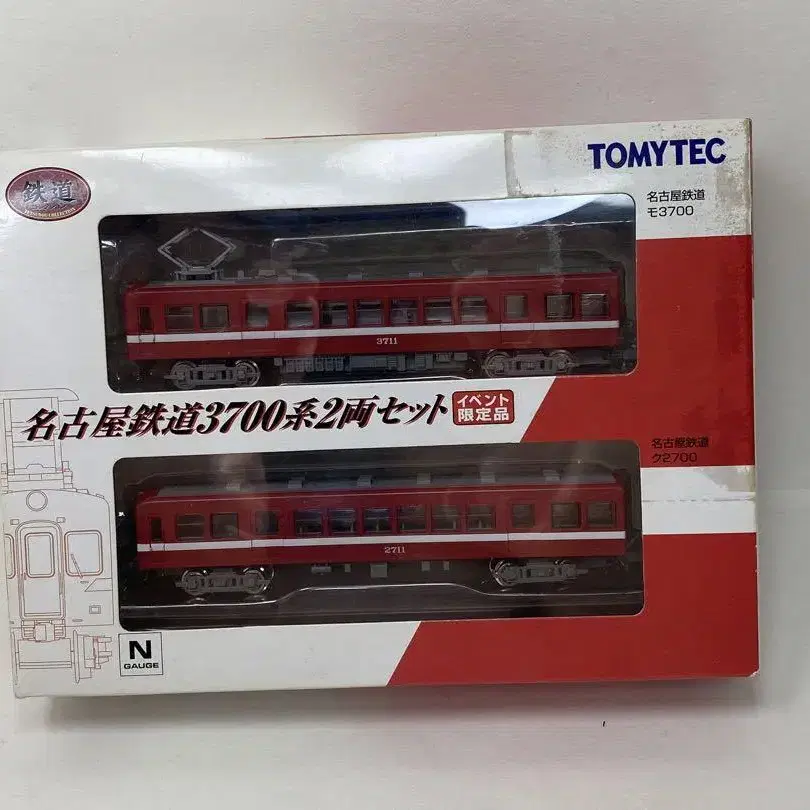 鉄道
TETSUDOU COLLECTION
TOMYTEC
名古屋鉄道
モ3700
3711
名古屋鉄道3700系2両セット
イベント
限定品
名古屋鉄道
ク2700
2711
N
GAUGE